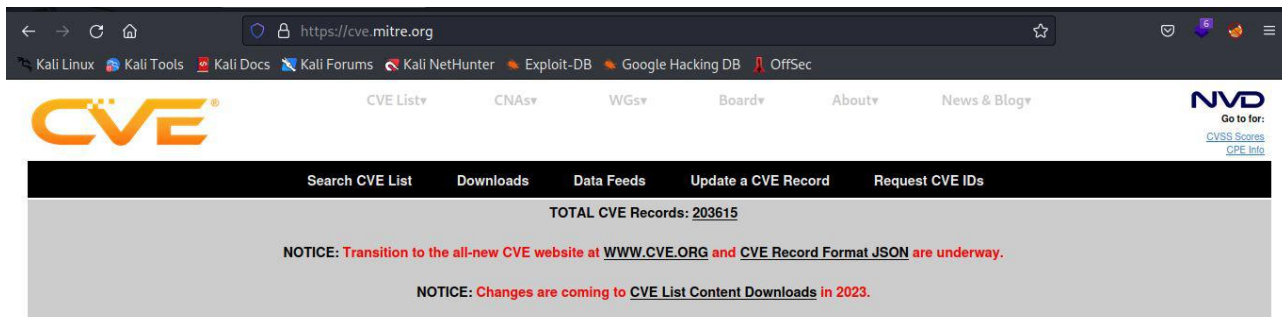 https://cve.mitre.org
6
Kali Linux Kali Tools Kali Docs Kali Forums Kali NetHunter Exploit-DB Google Hacking DB OffSec
CVE®
CVE List▾ CNAs▾ WGs▾ Board▾ About▾ News & Blog▾
NVD
Go to for:
CVSS Scores
CPE Info
Search CVE List Downloads Data Feeds Update a CVE Record Request CVE IDs
TOTAL CVE Records: 203615
NOTICE: Transition to the all-new CVE website at WWW.CVE.ORG and CVE Record Format JSON are underway.
NOTICE: Changes are coming to CVE List Content Downloads in 2023.